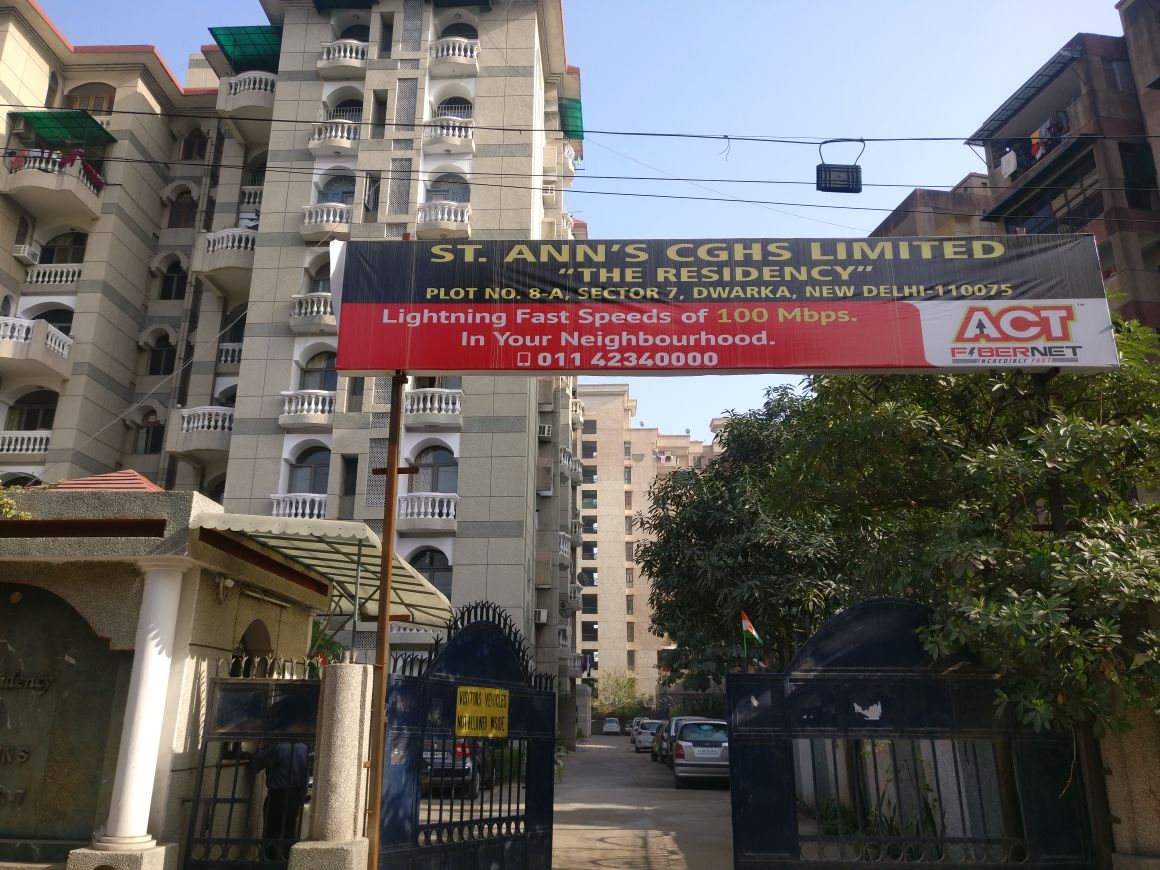 ST. ANN'S CGHS LIMITED
"THE RESIDENCY"
PLOT NO. 8-A, SECTOR 7, DWARKA, NEW DELHI-110075
Lightning Fast Speeds of 100 Mbps.
In Your Neighbourhood.
011 42340000
ACT™
FIBERNET
INCREDIBLY FAST
VISITORS VEHICLES
NOT ALLOWED INSIDE